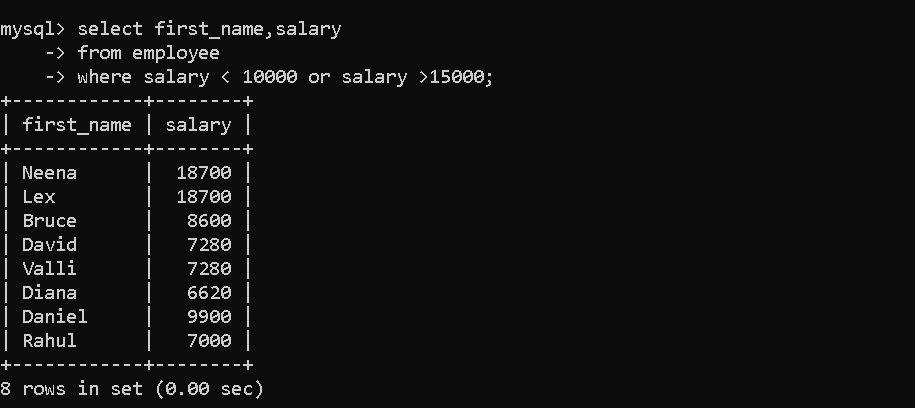 mysql> select first_name,salary
    -> from employee
    -> where salary < 10000 or salary >15000;
+------------+--------+
| first_name | salary |
+------------+--------+
| Neena      |  18700 |
| Lex        |  18700 |
| Bruce      |   8600 |
| David      |   7280 |
| Valli      |   7280 |
| Diana      |   6620 |
| Daniel     |   9900 |
| Rahul      |   7000 |
+------------+--------+
8 rows in set (0.00 sec)